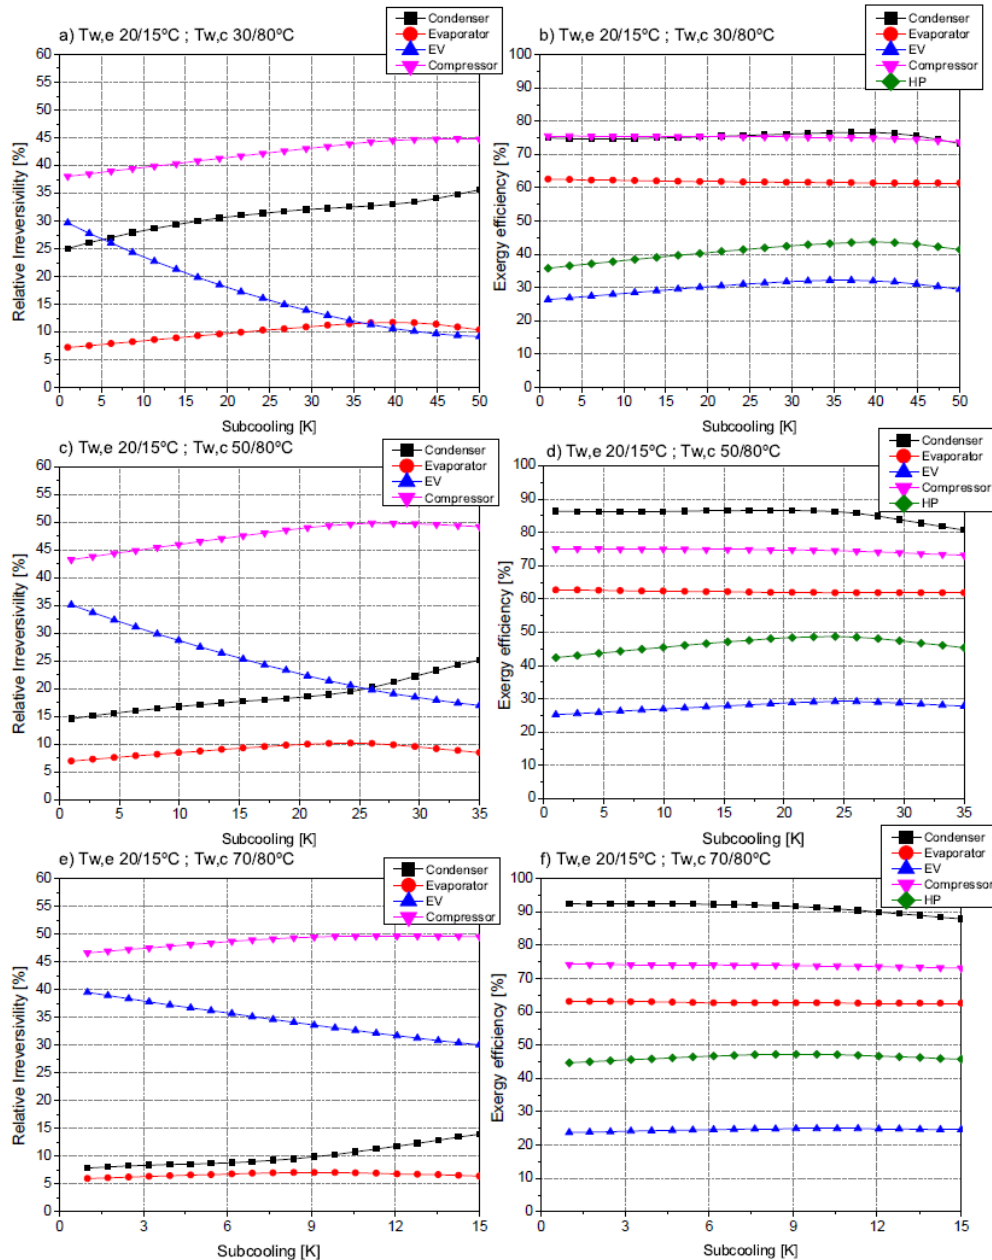 a) Tw,e 20/15ºC ; Tw,c 30/80ºC
Condenser
Evaporator
EV
Compressor
Relative Irreversivility [%]
60
55
50
45
40
35
30
25
20
15
10
5
0
0 5 10 15 20 25 30 35 40 45 50
Subcooling [K]
b) Tw,e 20/15ºC ; Tw,c 30/80ºC
Condenser
Evaporator
EV
Compressor
HP
Exergy efficiency [%]
100
90
80
70
60
50
40
30
20
10
0
0 5 10 15 20 25 30 35 40 45 50
Subcooling [K]
c) Tw,e 20/15ºC ; Tw,c 50/80ºC
Condenser
Evaporator
EV
Compressor
Relative Irreversivility [%]
60
55
50
45
40
35
30
25
20
15
10
5
0
0 5 10 15 20 25 30 35
Subcooling [K]
d) Tw,e 20/15ºC ; Tw,c 50/80ºC
Condenser
Evaporator
EV
Compressor
HP
Exergy efficiency [%]
100
90
80
70
60
50
40
30
20
10
0
0 5 10 15 20 25 30 35
Subcooling [K]
e) Tw,e 20/15ºC ; Tw,c 70/80ºC
Condenser
Evaporator
EV
Compressor
Relative Irreversivility [%]
60
55
50
45
40
35
30
25
20
15
10
5
0
0 3 6 9 12 15
Subcooling [K]
f) Tw,e 20/15ºC ; Tw,c 70/80ºC
Condenser
Evaporator
EV
Compressor
HP
Exergy efficiency [%]
100
90
80
70
60
50
40
30
20
10
0
0 3 6 9 12 15
Subcooling [K]